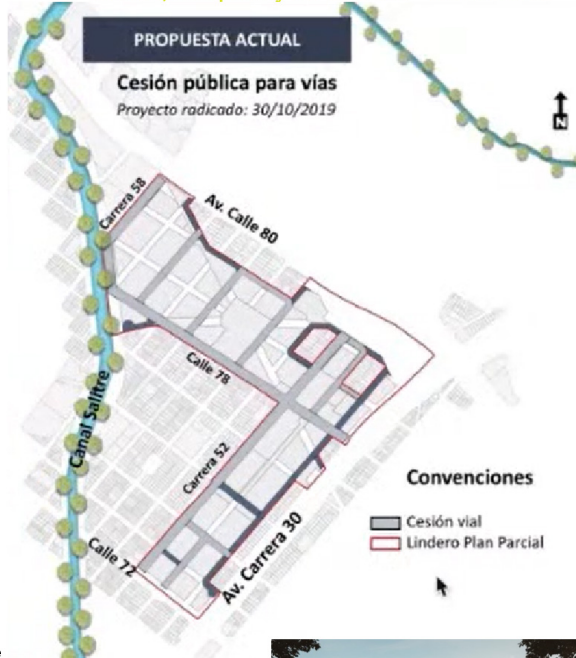 PROPUESTA ACTUAL
Cesión pública para vías
Proyecto radicado: 30/10/2019
N
Carrera 58
Av. Calle 80
Calle 78
Canal Salitre
Carrera 52
Calle 72
Av. Carrera 30
Convenciones
Cesión vial
Lindero Plan Parcial